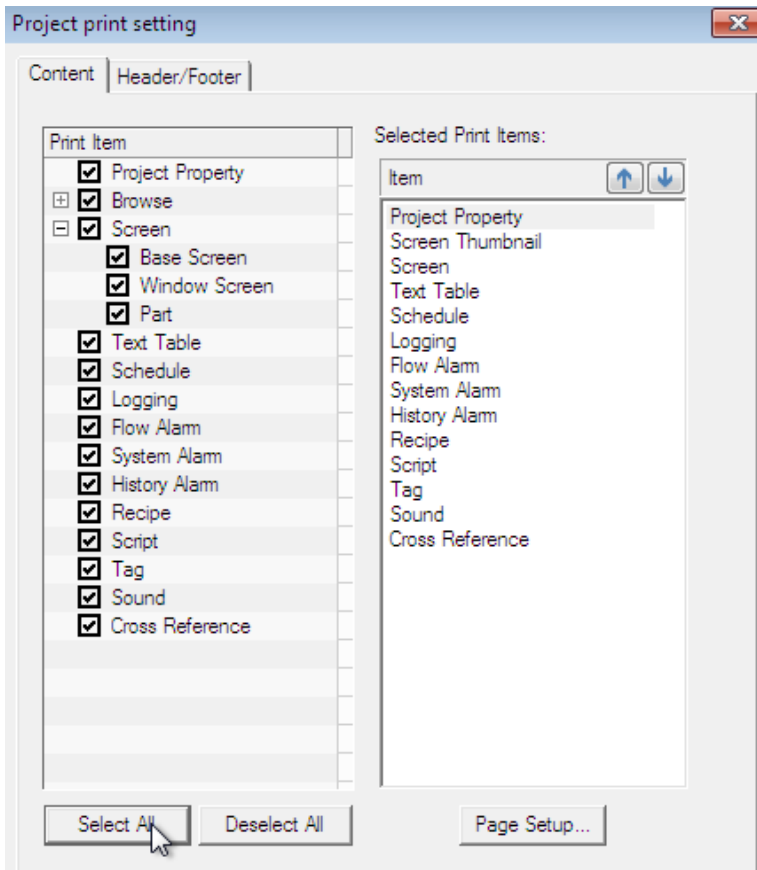 Project print setting
Content
Header/Footer
Print Item
Project Property
Browse
Screen
Base Screen
Window Screen
Part
Text Table
Schedule
Logging
Flow Alarm
System Alarm
History Alarm
Recipe
Script
Tag
Sound
Cross Reference
Selected Print Items:
Item
Project Property
Screen Thumbnail
Screen
Text Table
Schedule
Logging
Flow Alarm
System Alarm
History Alarm
Recipe
Script
Tag
Sound
Cross Reference
Select All
Deselect All
Page Setup...